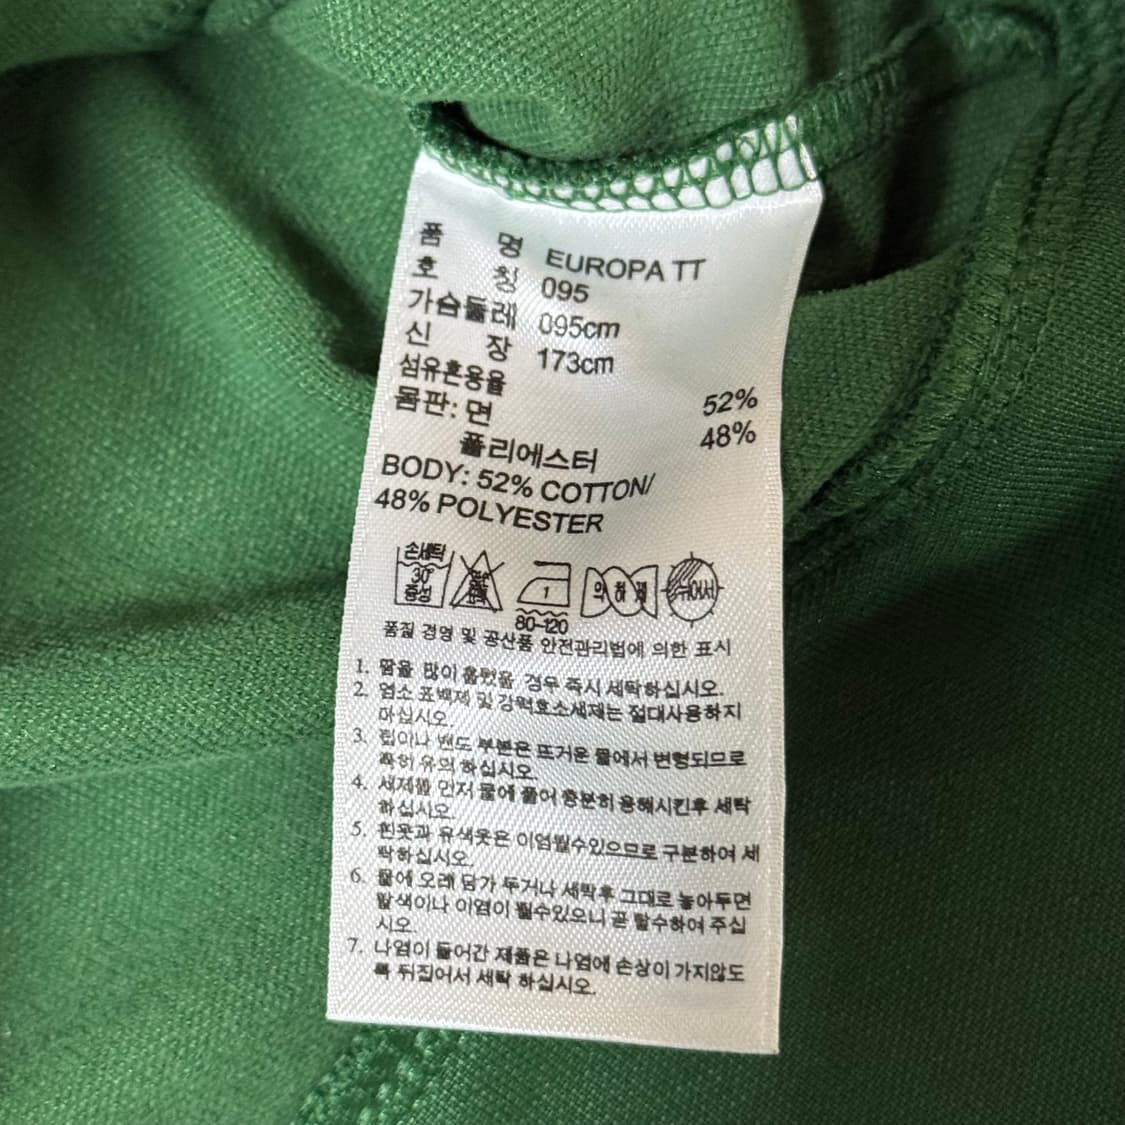 품 명 EUROPA TT
호 칭 095
가슴둘레 095cm
신 장 173cm
섬유혼용율
몸판: 면 52%
폴리에스터 48%
BODY: 52% COTTON/
48% POLYESTER
손세탁
30°
중성
1
80-120
약하게
뉘어서
품질 경영 및 공산품 안전관리법에 의한 표시
1. 땀을 많이 흘렸을 경우 즉시 세탁하십시오.
2. 염소 표백제 및 강력효소세제는 절대사용하지
마십시오.
3. 립이나 밴드 부분은 뜨거운 물에서 변형되므로
특히 유의 하십시오.
4. 세제를 먼저 물에 풀어 충분히 용해시킨후 세탁
하십시오.
5. 흰옷과 유색옷은 이염될수있으므로 구분하여 세
탁하십시오.
6. 물에 오래 담가 두거나 세탁후 그대로 놓아두면
탈색이나 이염이 될수있으니 곧 탈수하여 주십
시오.
7. 나염이 들어간 제품은 나염에 손상이 가지않도
록 뒤집어서 세탁 하십시오.